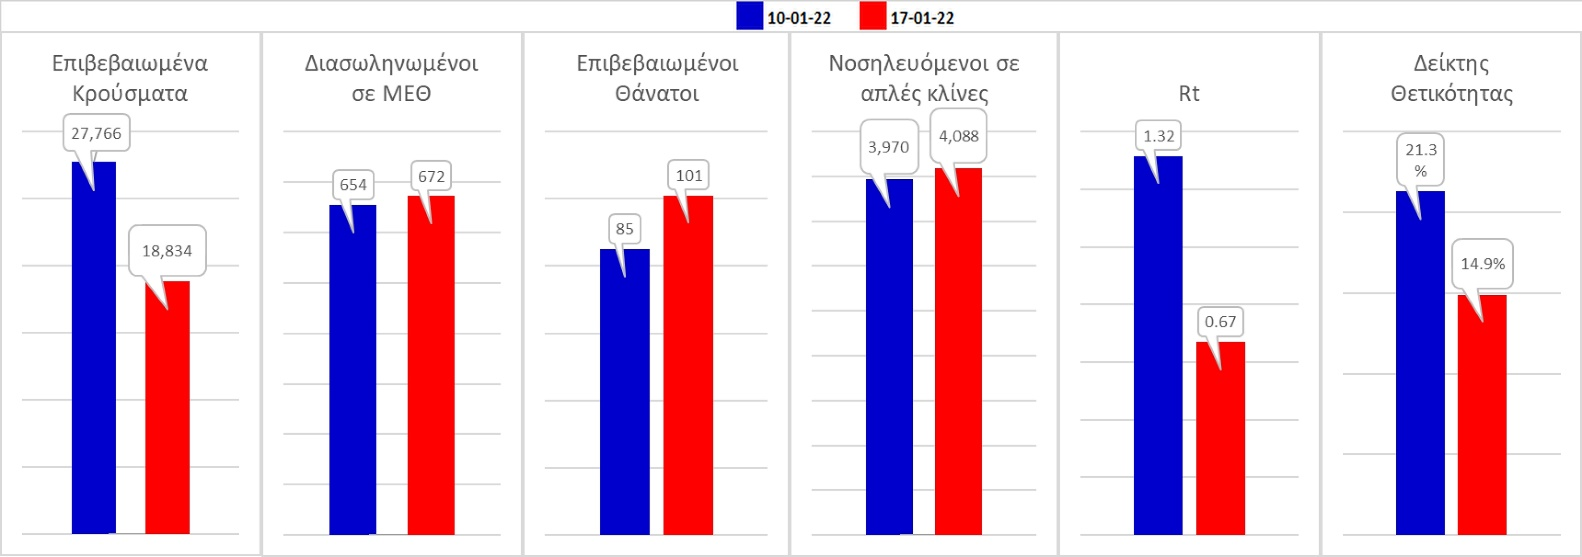 10-01-22 17-01-22
Επιβεβαιωμένα
Κρούσματα
27,766
18,834
Διασωληνωμένοι
σε ΜΕΘ
654
672
Επιβεβαιωμένοι
Θάνατοι
85
101
Νοσηλευόμενοι σε
απλές κλίνες
3,970
4,088
Rt
1.32
0.67
Δείκτης
Θετικότητας
21.3
%
14.9%